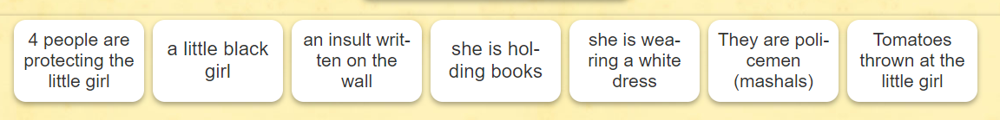 4 people are
protecting the
little girl
a little black
girl
an insult writ-
ten on the
wall
she is hol-
ding books
she is wea-
ring a white
dress
They are poli-
cemen
(mashals)
Tomatoes
thrown at the
little girl